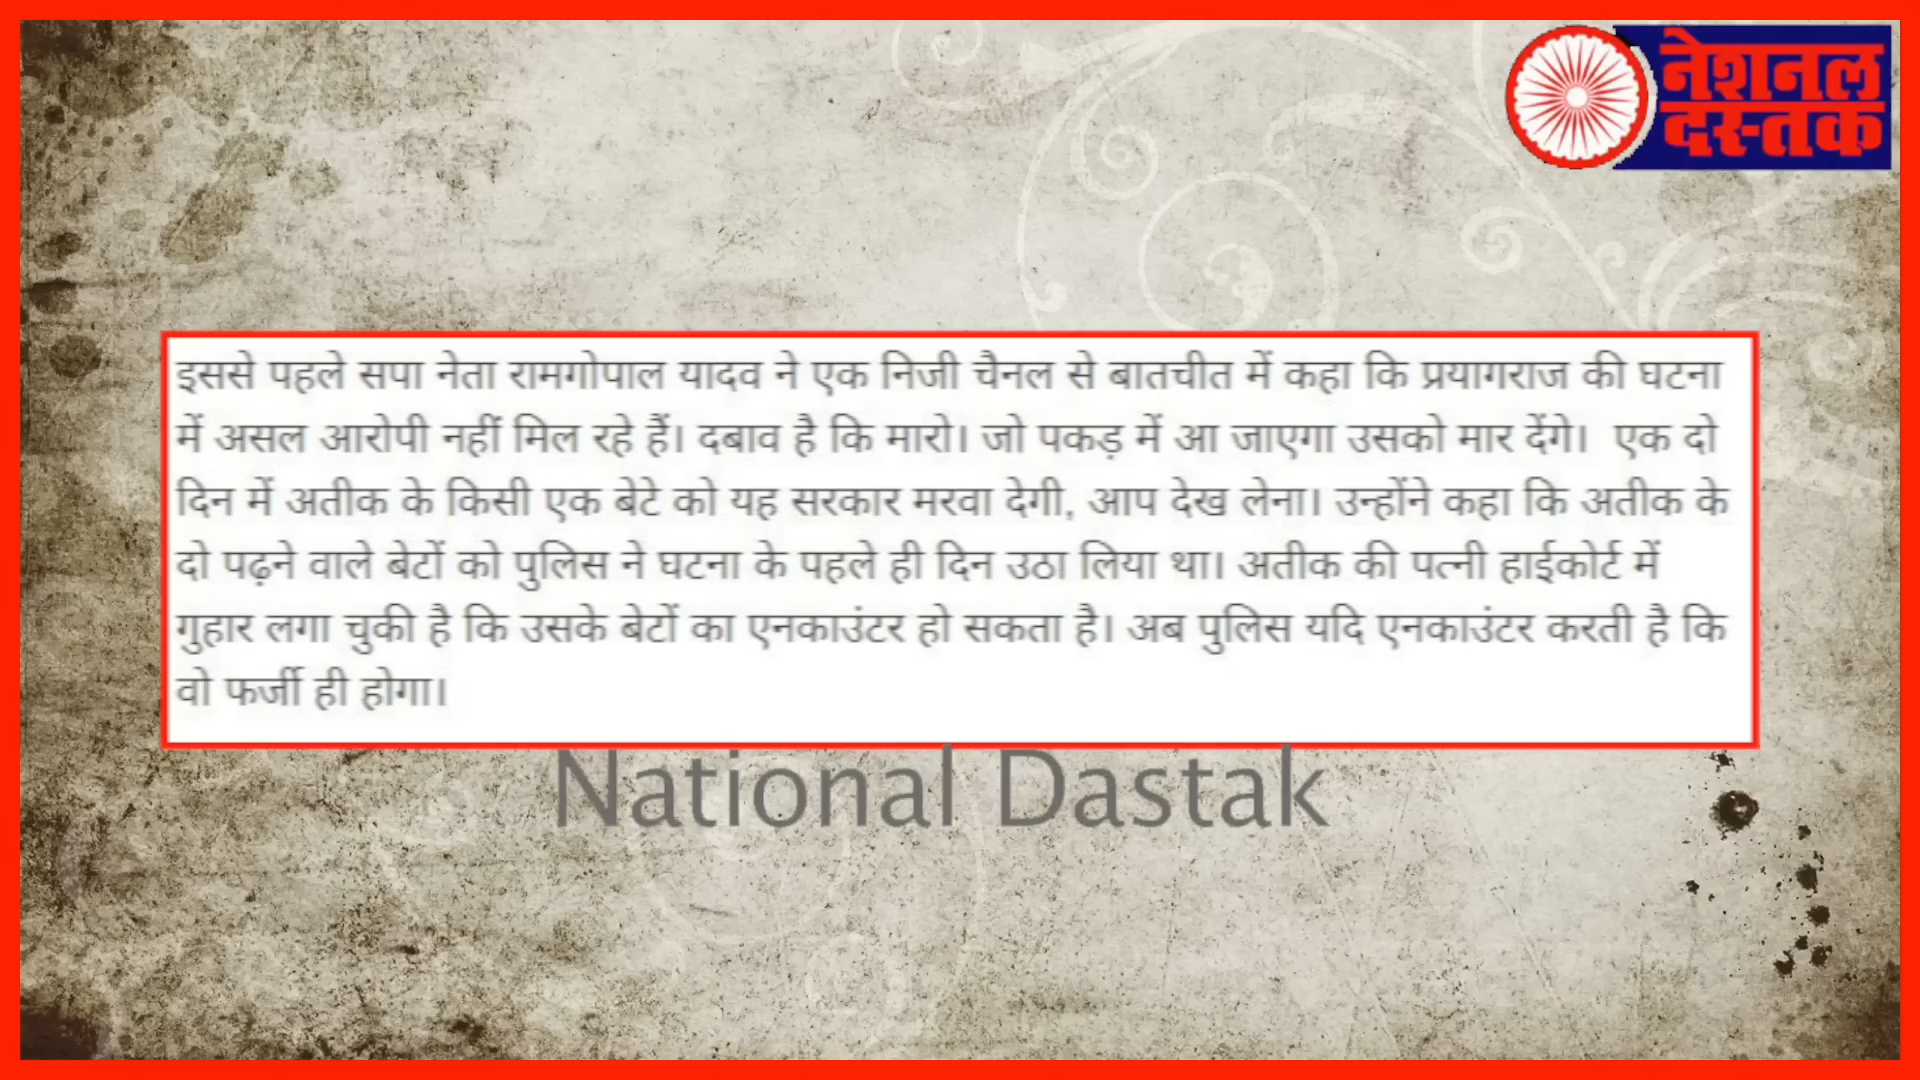 नेशनल
दस्तक
इससे पहले सपा नेता रामगोपाल यादव ने एक निजी चैनल से बातचीत में कहा कि प्रयागराज की घटना
में असल आरोपी नहीं मिल रहे हैं। दबाव है कि मारो। जो पकड़ में आ जाएगा उसको मार देंगे। एक दो
दिन में अतीक के किसी एक बेटे को यह सरकार मरवा देगी, आप देख लेना। उन्होंने कहा कि अतीक के
दो पढ़ने वाले बेटों को पुलिस ने घटना के पहले ही दिन उठा लिया था। अतीक की पत्नी हाईकोर्ट में
गुहार लगा चुकी है कि उसके बेटों का एनकाउंटर हो सकता है। अब पुलिस यदि एनकाउंटर करती है कि
वो फर्जी ही होगा।
National Dastak